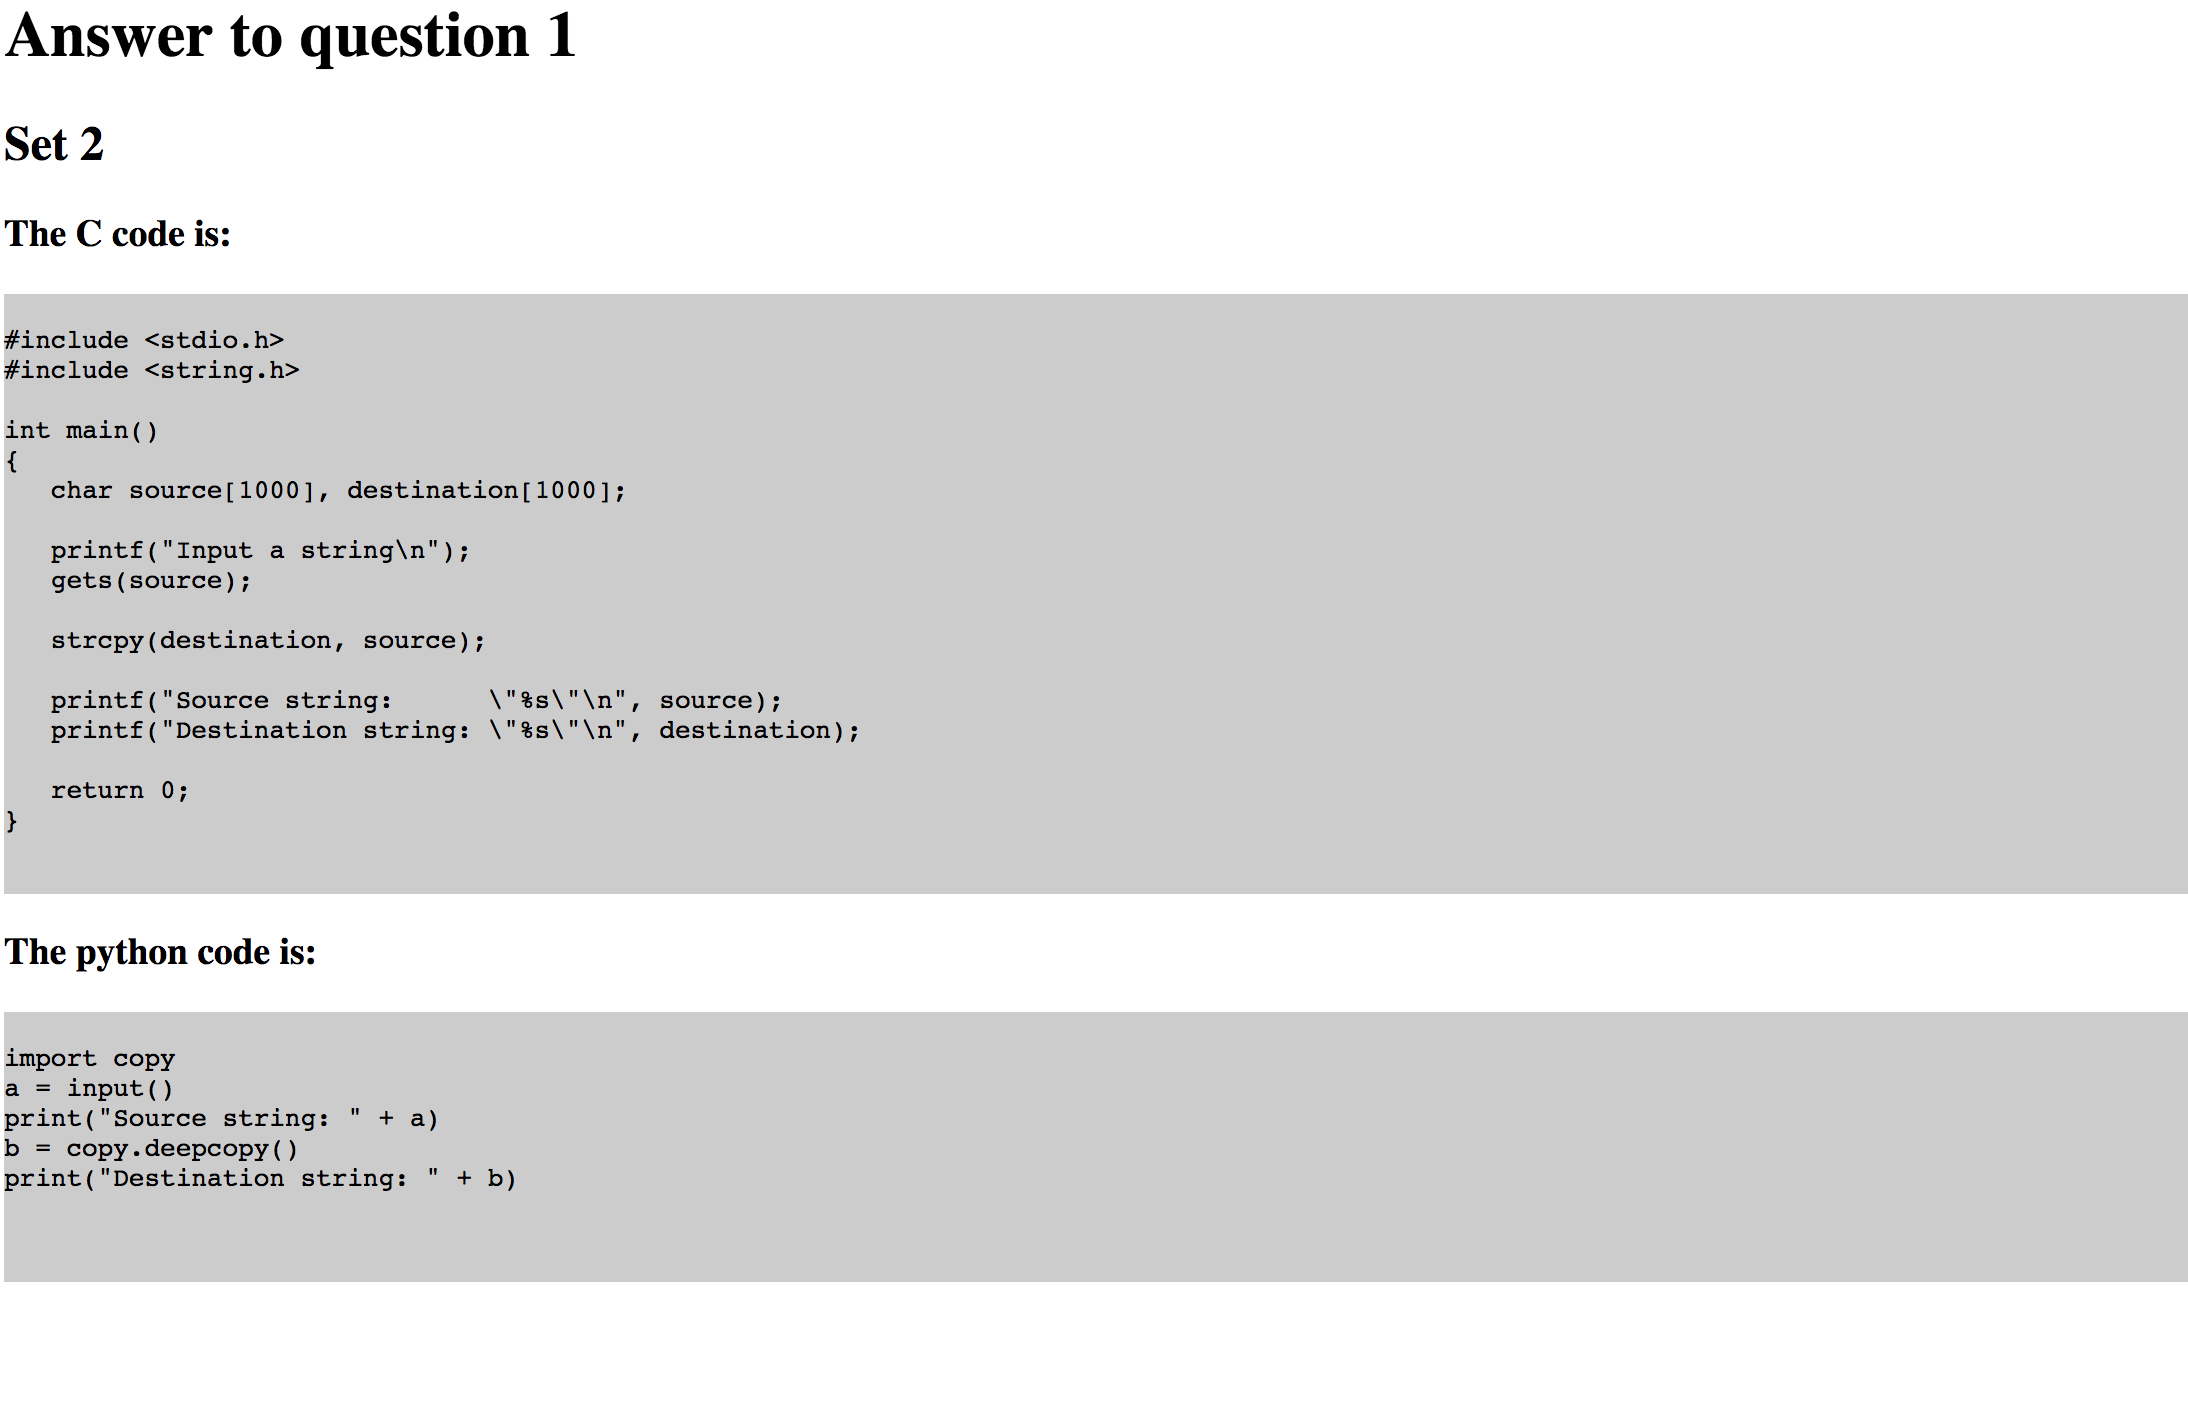 Answer to question 1
Set 2
The C code is:
#include <stdio.h>
#include <string.h>
int main()
{
   char source[1000], destination[1000];
   printf("Input a string\n");
   gets(source);
   strcpy(destination, source);
   printf("Source string:      \"%s\"\n", source);
   printf("Destination string: \"%s\"\n", destination);
   return 0;
}
The python code is:
import copy
a = input()
print("Source string: " + a)
b = copy.deepcopy()
print("Destination string: " + b)